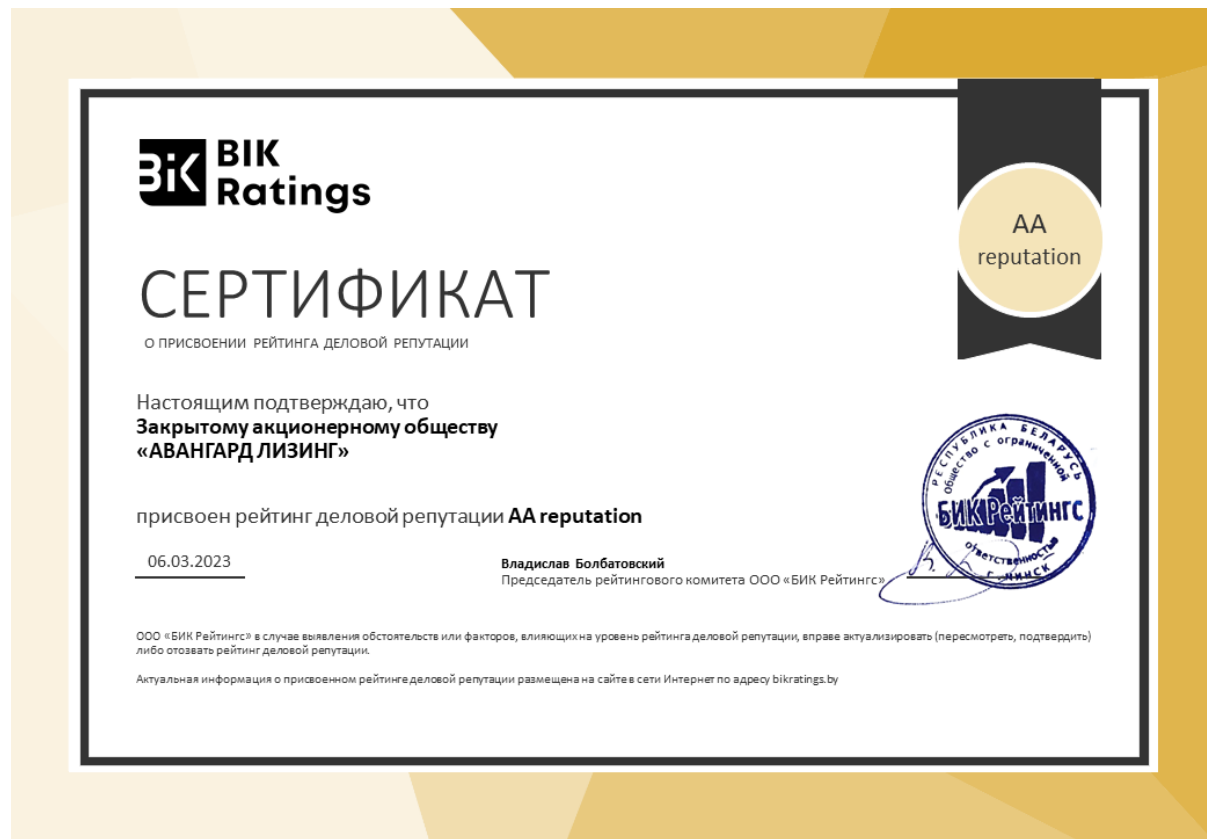 BiK
BIK
Ratings
AA
reputation
СЕРТИФИКАТ
О ПРИСВОЕНИИ РЕЙТИНГА ДЕЛОВОЙ РЕПУТАЦИИ
Настоящим подтверждаю, что
Закрытому акционерному обществу
«АВАНГАРД ЛИЗИНГ»
присвоен рейтинг деловой репутации AA reputation
РЕСПУБЛИКА БЕЛАРУСЬ
Общество с ограниченной
БИК Рейтингс
ответственностью
г. МИНСК
06.03.2023
Владислав Болбатовский
Председатель рейтингового комитета ООО «БИК Рейтингс»
ООО «БИК Рейтингс» в случае выявления обстоятельств или факторов, влияющих на уровень рейтинга деловой репутации, вправе актуализировать (пересмотреть, подтвердить)
либо отозвать рейтинг деловой репутации.
Актуальная информация о присвоенном рейтинге деловой репутации размещена на сайте в сети Интернет по адресу bikratings.by